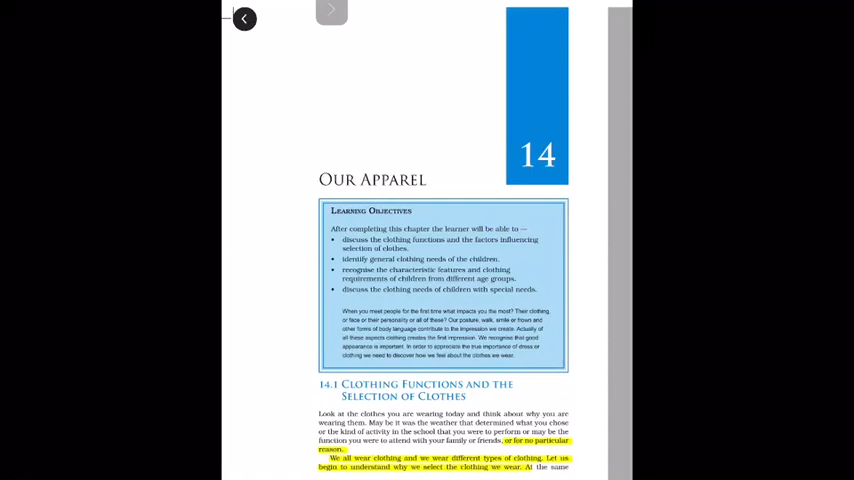 14
OUR APPAREL
LEARNING OBJECTIVES
After completing this chapter the learner will be able to —
• discuss the clothing functions and the factors influencing
selection of clothes.
• identify general clothing needs of the children.
• recognise the characteristic features and clothing
requirements of children from different age groups.
• discuss the clothing needs of children with special needs.
When you meet people for the first time what impacts you the most? Their clothing,
or face or their personality or all of these? Our posture, walk, smile or frown and
other forms of body language contribute to the impression we create. Actually of
all these aspects clothing creates the first impression. We recognise that good
appearance is important. In order to appreciate the true importance of dress or
clothing we need to discover how we feel about the clothes we wear.
14.1 CLOTHING FUNCTIONS AND THE
SELECTION OF CLOTHES
Look at the clothes you are wearing today and think about why you are
wearing them. May be it was the weather that determined what you chose
or the kind of activity in the school that you were to perform or may be the
function you were to attend wih your family or friends, or for no particular
reason.
We all wear clothing and we wear different types of clothing. Let us
begin to understand why we select the clothing we wear. At the same